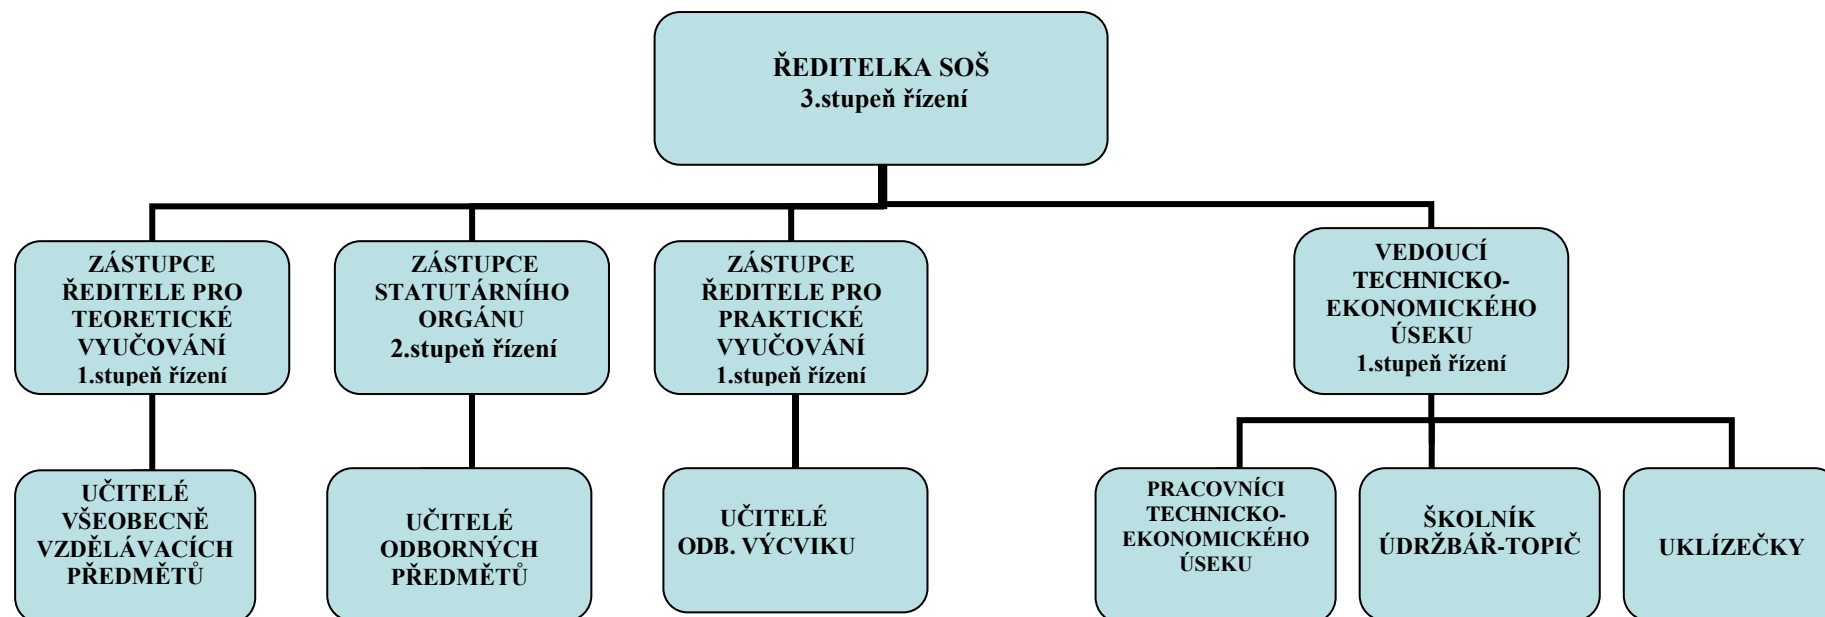 ŘEDITELKA SOŠ
3.stupeň řízení
ZÁSTUPCE
ŘEDITELE PRO
TEORETICKÉ
VYUČOVÁNÍ
1.stupeň řízení
ZÁSTUPCE
STATUTÁRNÍHO
ORGÁNU
2.stupeň řízení
ZÁSTUPCE
ŘEDITELE PRO
PRAKTICKÉ
VYUČOVÁNÍ
1.stupeň řízení
VEDOUCÍ
TECHNICKO-
EKONOMICKÉHO
ÚSEKU
1.stupeň řízení
UČITELÉ
VŠEOBECNĚ
VZDĚLÁVACÍCH
PŘEDMĚTŮ
UČITELÉ
ODBORNÝCH
PŘEDMĚTŮ
UČITELÉ
ODB. VÝCVIKU
PRACOVNÍCI
TECHNICKO-
EKONOMICKÉHO
ÚSEKU
ŠKOLNÍK
ÚDRŽBÁŘ-TOPIČ
UKLÍZEČKY